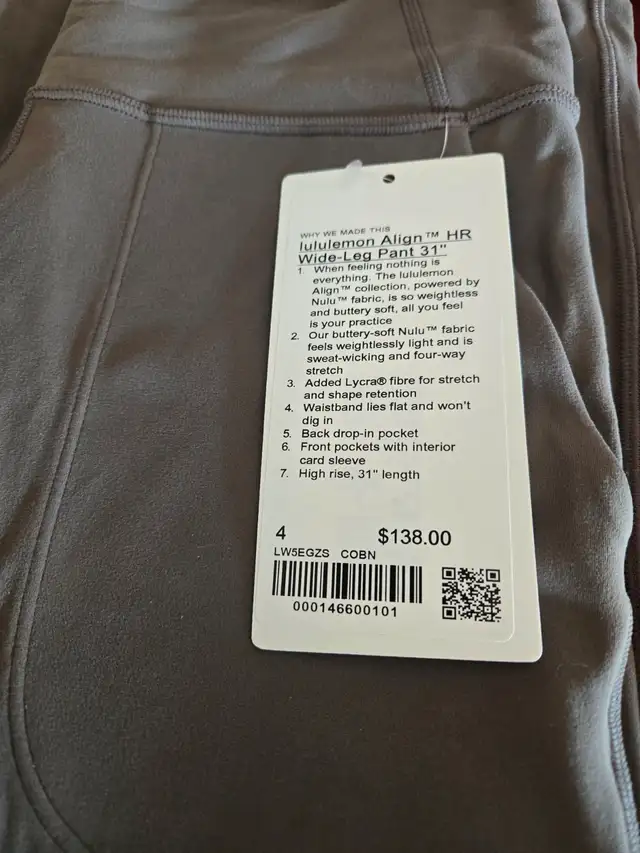 WHY WE MADE THIS
lululemon Align™ HR
Wide-Leg Pant 31"
1. When feeling nothing is
everything. The lululemon
Align™ collection, powered by
Nulu™ fabric, is so weightless
and buttery soft, all you feel
is your practice
2. Our buttery-soft Nulu™ fabric
feels weightlessly light and is
sweat-wicking and four-way
stretch
3. Added Lycra® fibre for stretch
and shape retention
4. Waistband lies flat and won't
dig in
5. Back drop-in pocket
6. Front pockets with interior
card sleeve
7. High rise, 31" length
4 $138.00
LW5EGZS COBN
000146600101